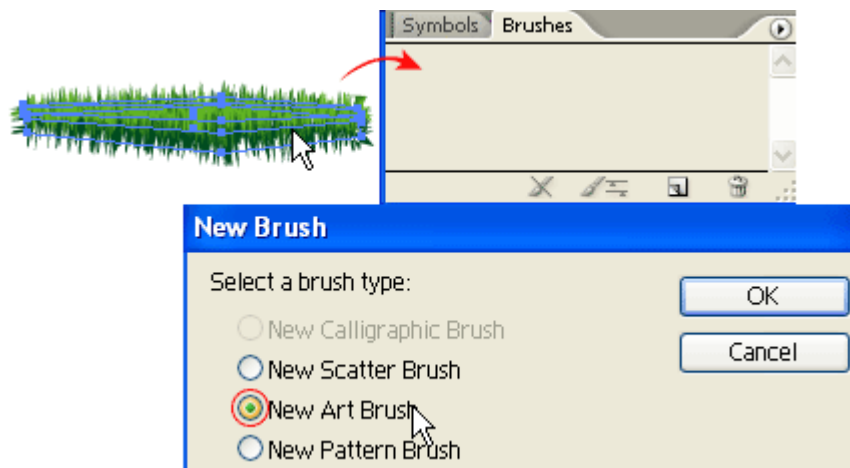 Symbols Brushes
New Brush
Select a brush type:
OK
New Calligraphic Brush
Cancel
New Scatter Brush
New Art Brush
New Pattern Brush